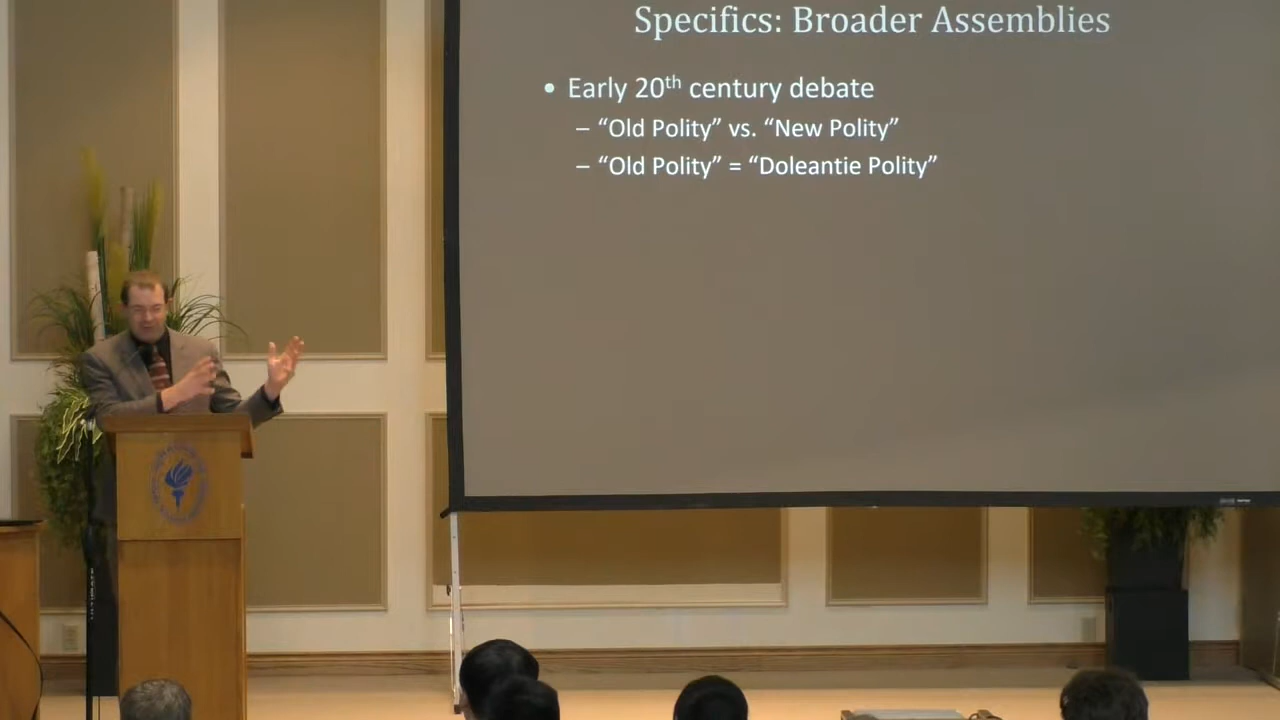 Specifics: Broader Assemblies
• Early 20th century debate
– “Old Polity” vs. “New Polity”
– “Old Polity” = “Doleantie Polity”